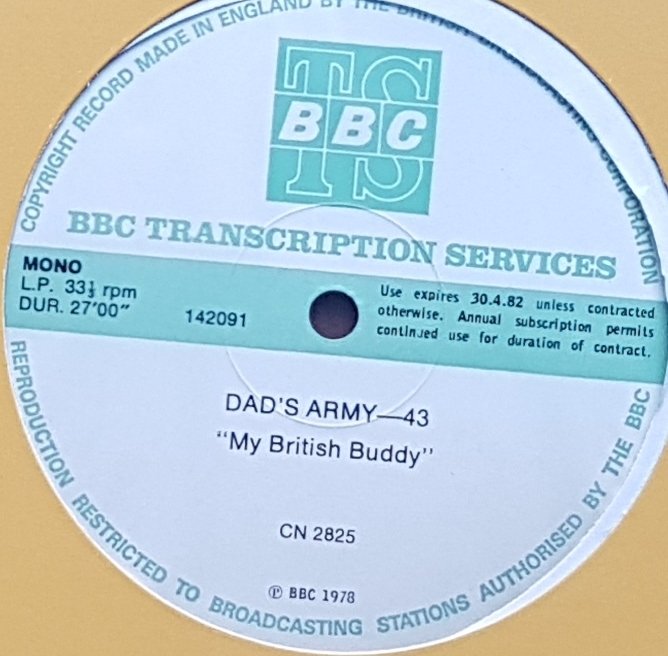 COPYRIGHT RECORD MADE IN ENGLAND BY THE BRITISH BROADCASTING CORPORATION
TS
BBC
BBC TRANSCRIPTION SERVICES
MONO
L.P. 33⅓ rpm
DUR. 27'00"
142091
Use expires 30.4.82 unless contracted
otherwise. Annual subscription permits
continued use for duration of contract.
DAD'S ARMY—43
"My British Buddy"
CN 2825
℗ BBC 1978
REPRODUCTION RESTRICTED TO BROADCASTING STATIONS AUTHORISED BY THE BBC